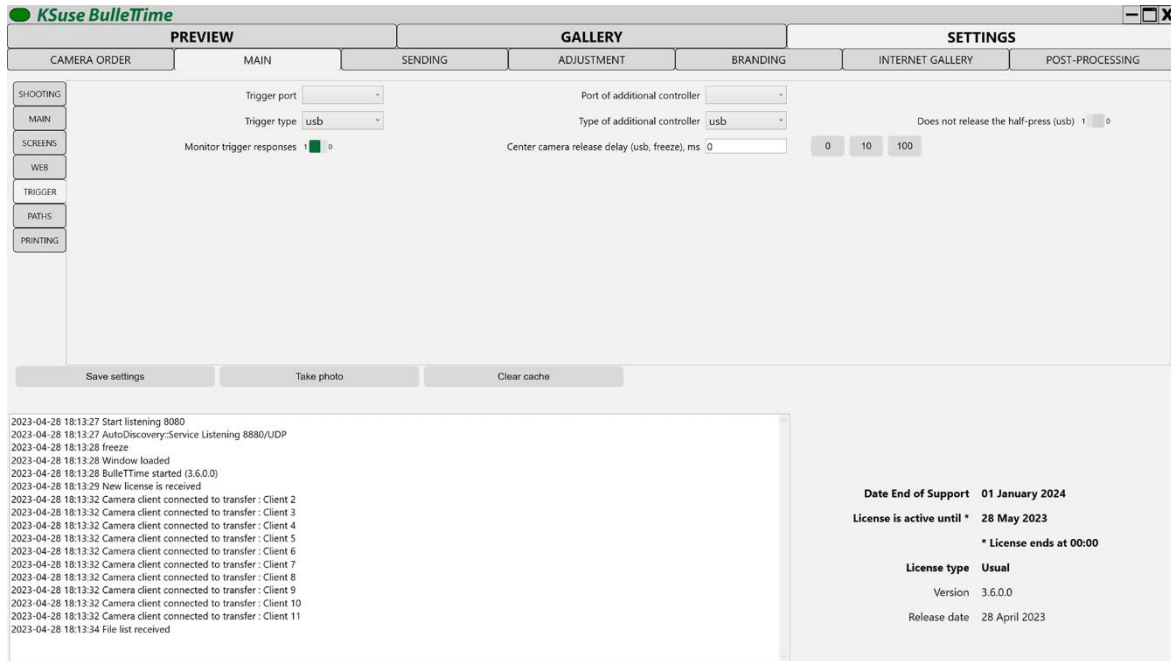 KSuse BulleTTime
PREVIEW GALLERY SETTINGS
CAMERA ORDER MAIN SENDING ADJUSTMENT BRANDING INTERNET GALLERY POST-PROCESSING
SHOOTING
MAIN
SCREENS
WEB
TRIGGER
PATHS
PRINTING
Trigger port Port of additional controller
Trigger type usb Type of additional controller usb Does not release the half-press (usb) 1 0
Monitor trigger responses 1 0 Center camera release delay (usb, freeze), ms 0 0 10 100
Save settings Take photo Clear cache
2023-04-28 18:13:27 Start listening 8080
2023-04-28 18:13:27 AutoDiscovery::Service Listening 8880/UDP
2023-04-28 18:13:28 freeze
2023-04-28 18:13:28 Window loaded
2023-04-28 18:13:28 BulleTTime started (3.6.0.0)
2023-04-28 18:13:29 New license is received
2023-04-28 18:13:32 Camera client connected to transfer : Client 2
2023-04-28 18:13:32 Camera client connected to transfer : Client 3
2023-04-28 18:13:32 Camera client connected to transfer : Client 4
2023-04-28 18:13:32 Camera client connected to transfer : Client 5
2023-04-28 18:13:32 Camera client connected to transfer : Client 6
2023-04-28 18:13:32 Camera client connected to transfer : Client 7
2023-04-28 18:13:32 Camera client connected to transfer : Client 8
2023-04-28 18:13:32 Camera client connected to transfer : Client 9
2023-04-28 18:13:32 Camera client connected to transfer : Client 10
2023-04-28 18:13:32 Camera client connected to transfer : Client 11
2023-04-28 18:13:34 File list received
Date End of Support 01 January 2024
License is active until * 28 May 2023
* License ends at 00:00
License type Usual
Version 3.6.0.0
Release date 28 April 2023